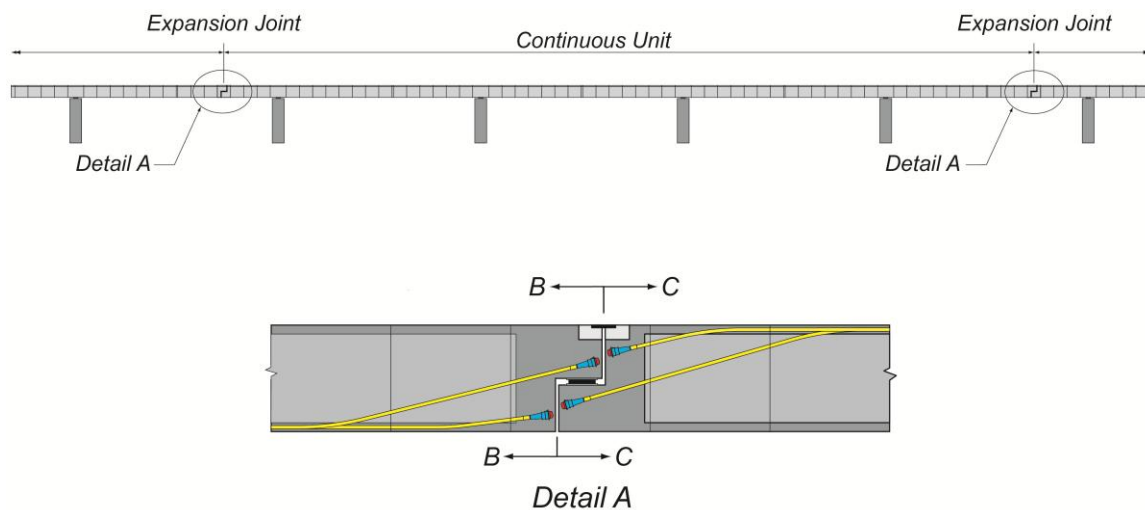 Expansion Joint
Expansion Joint
Continuous Unit
Detail A
Detail A
B
C
B
C
Detail A